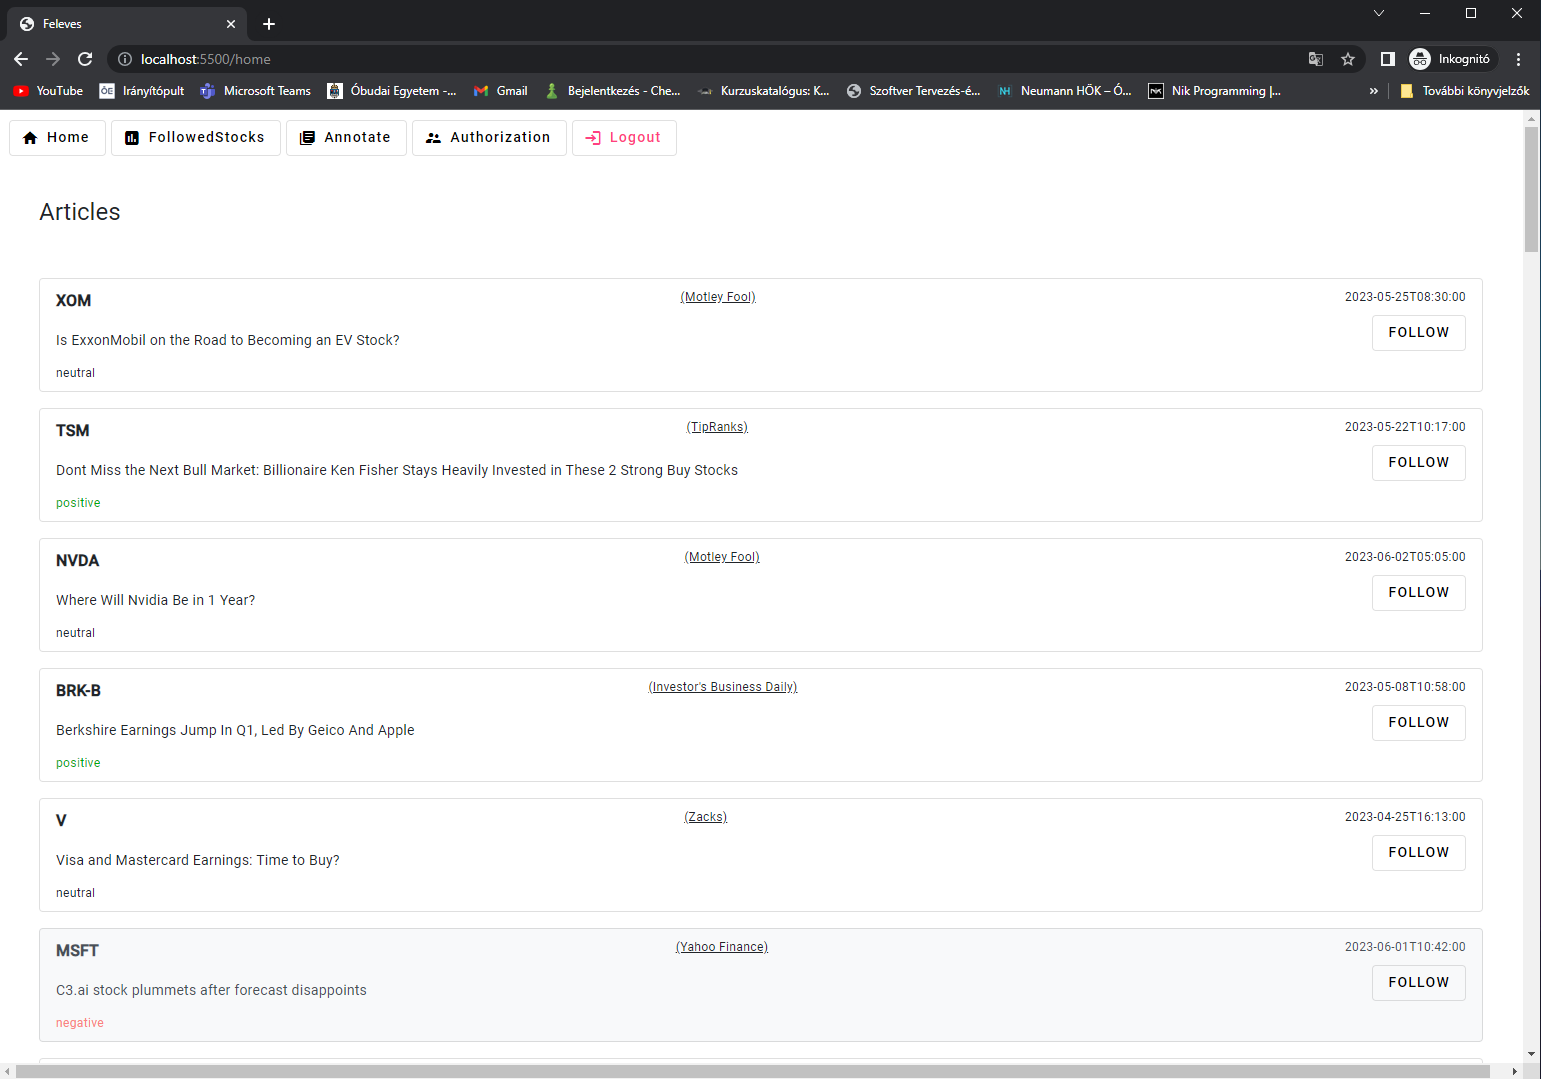 Feleves
localhost:5500/home
Inkognitó
YouTube
Irányítópult
Microsoft Teams
Óbudai Egyetem -...
Gmail
Bejelentkezés - Che...
Kurzuskatalógus: K...
Szoftver Tervezés-é...
Neumann HÖK – Ó...
Nik Programming |...
»
További könyvjelzők
Home
FollowedStocks
Annotate
Authorization
Logout
Articles
XOM
(Motley Fool)
2023-05-25T08:30:00
Is ExxonMobil on the Road to Becoming an EV Stock?
FOLLOW
neutral
TSM
(TipRanks)
2023-05-22T10:17:00
Dont Miss the Next Bull Market: Billionaire Ken Fisher Stays Heavily Invested in These 2 Strong Buy Stocks
FOLLOW
positive
NVDA
(Motley Fool)
2023-06-02T05:05:00
Where Will Nvidia Be in 1 Year?
FOLLOW
neutral
BRK-B
(Investor's Business Daily)
2023-05-08T10:58:00
Berkshire Earnings Jump In Q1, Led By Geico And Apple
FOLLOW
positive
V
(Zacks)
2023-04-25T16:13:00
Visa and Mastercard Earnings: Time to Buy?
FOLLOW
neutral
MSFT
(Yahoo Finance)
2023-06-01T10:42:00
C3.ai stock plummets after forecast disappoints
FOLLOW
negative